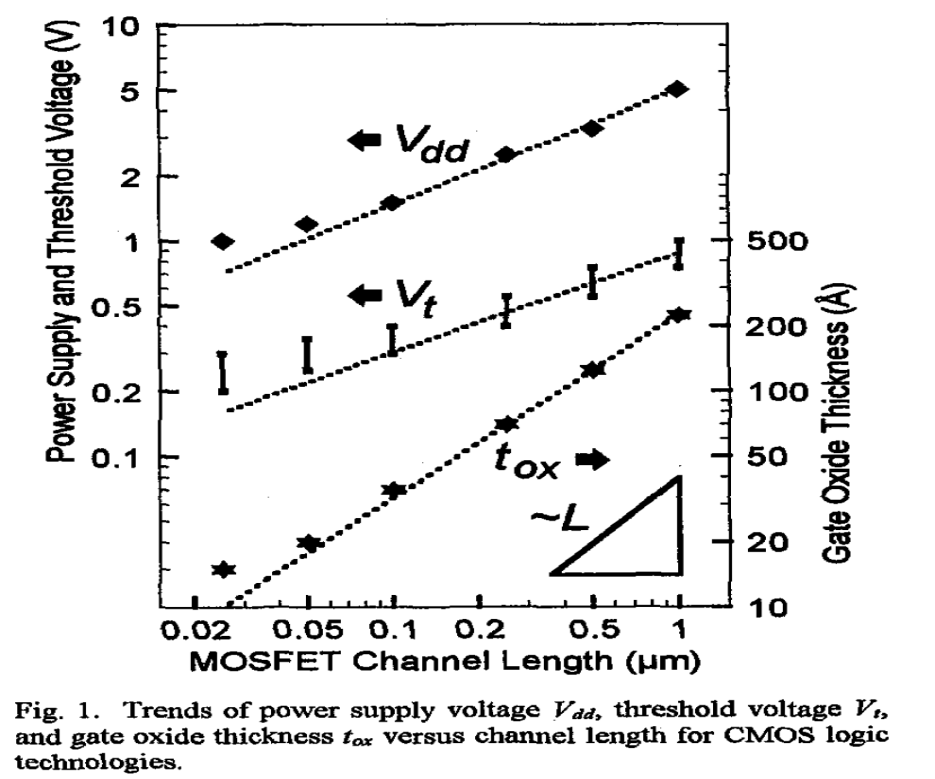 Power Supply and Threshold Voltage (V)
10
5
2
1
0.5
0.2
0.1
Vdd
Vt
tox
~L
500
200
100
50
20
10
Gate Oxide Thickness (Å)
0.02 0.05 0.1 0.2 0.5 1
MOSFET Channel Length (µm)
Fig. 1. Trends of power supply voltage Vdd, threshold voltage Vt,
and gate oxide thickness tox versus channel length for CMOS logic
technologies.